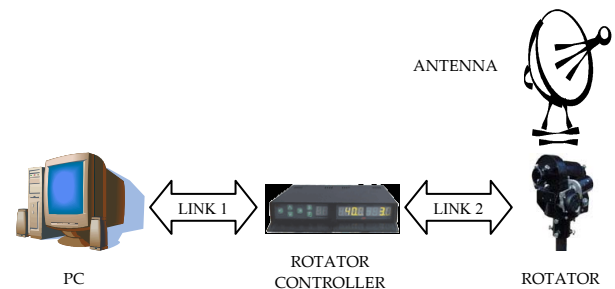 ANTENNA
LINK 1
LINK 2
PC
ROTATOR
CONTROLLER
ROTATOR